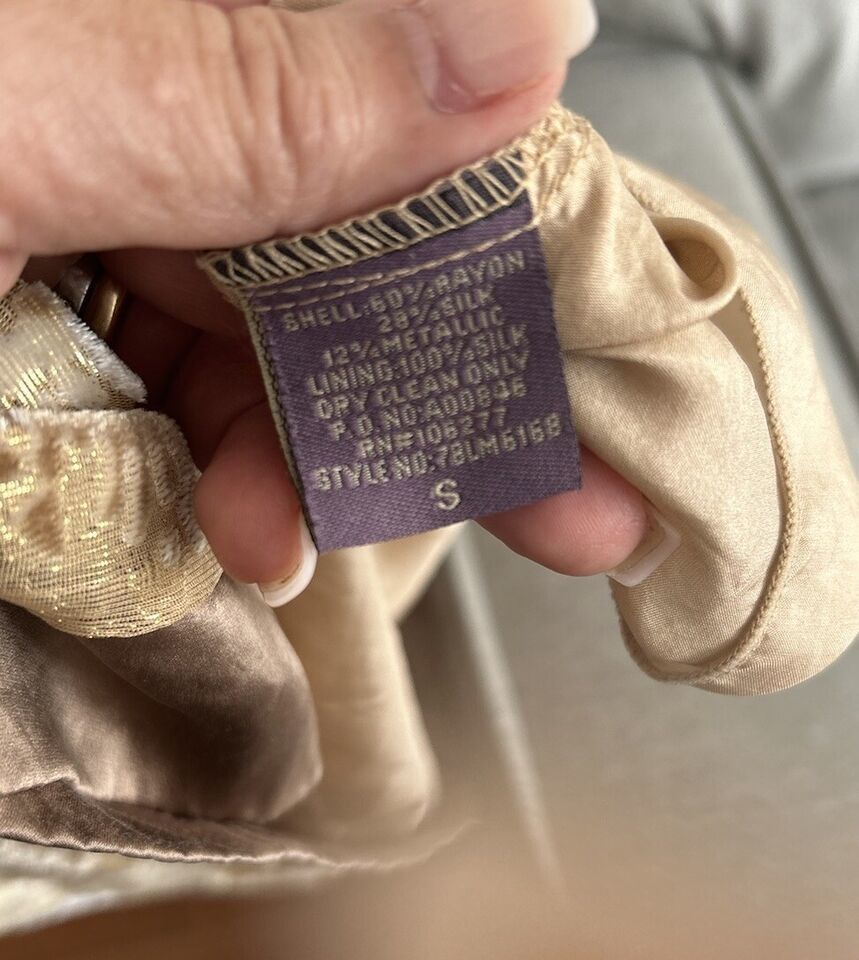 SHELL:60%RAYON
28%SILK
12%METALLIC
LINING:100%SILK
DRY CLEAN ONLY
P.O.NO:A00846
RN#106277
STYLE NO:78LM6168
S